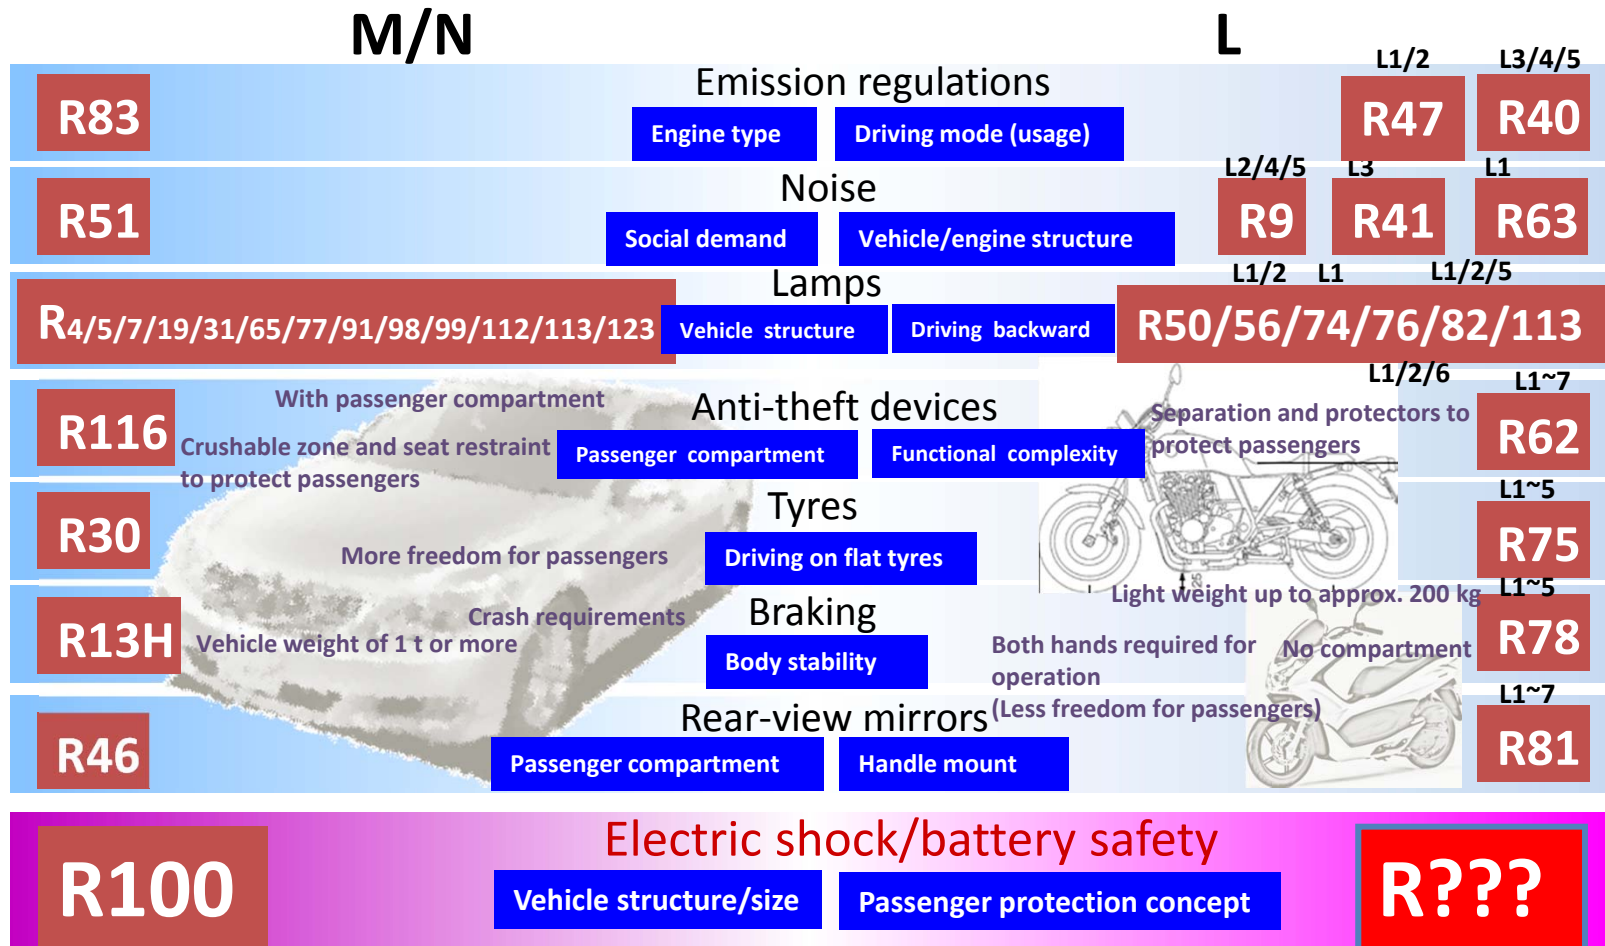 M/N
L
L1/2
L3/4/5
Emission regulations
R83
Engine type
Driving mode (usage)
R47
R40
L2/4/5
L3
L1
Noise
R51
Social demand
Vehicle/engine structure
R9
R41
R63
L1/2
L1
L1/2/5
Lamps
R4/5/7/19/31/65/77/91/98/99/112/113/123
Vehicle structure
Driving backward
R50/56/74/76/82/113
L1/2/6
L1~7
With passenger compartment
Anti-theft devices
Separation and protectors to
protect passengers
R116
Crushable zone and seat restraint
to protect passengers
Passenger compartment
Functional complexity
R62
L1~5
Tyres
R30
More freedom for passengers
Driving on flat tyres
R75
25
Light weight up to approx. 200 kg
L1~5
Crash requirements
Braking
R13H
Vehicle weight of 1 t or more
Body stability
Both hands required for
operation
(Less freedom for passengers)
No compartment
R78
L1~7
Rear-view mirrors
R46
Passenger compartment
Handle mount
R81
Electric shock/battery safety
R100
Vehicle structure/size
Passenger protection concept
R???